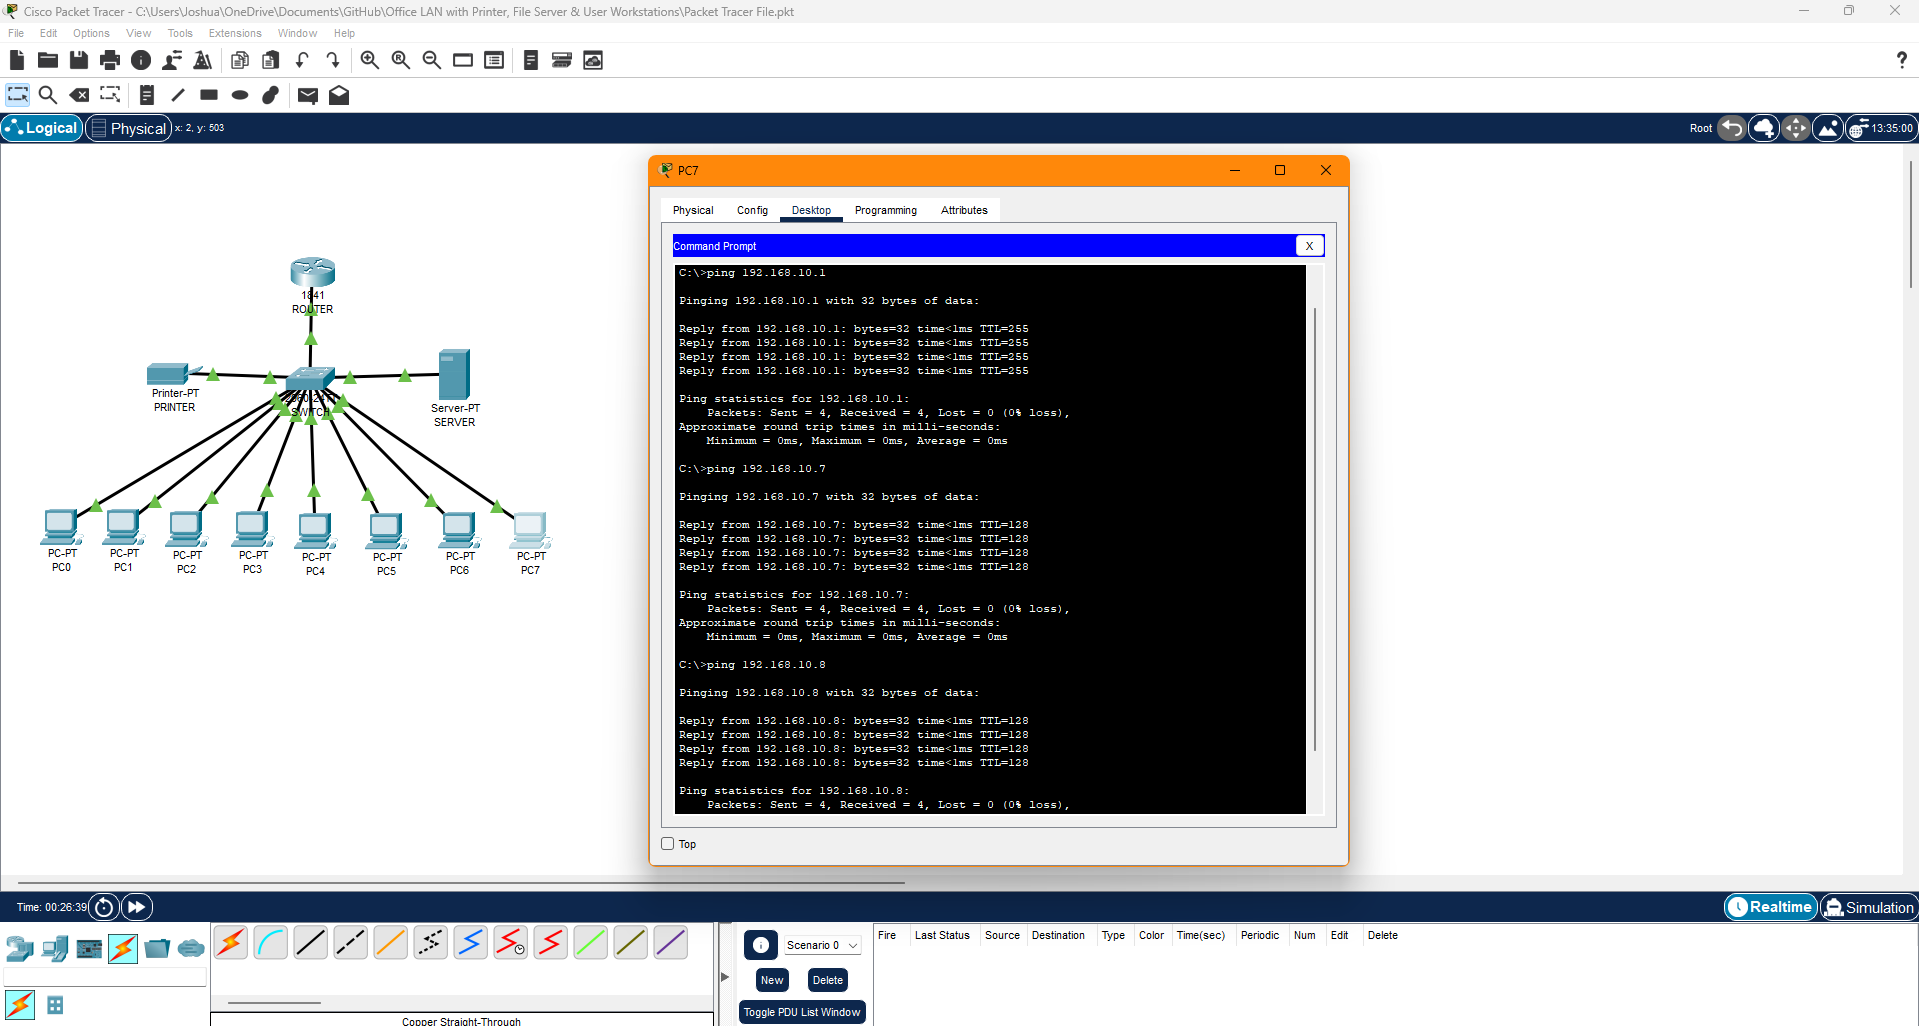 Cisco Packet Tracer - C:\Users\Joshua\OneDrive\Documents\GitHub\Office LAN with Printer, File Server & User Workstations\Packet Tracer File.pkt
File Edit Options View Tools Extensions Window Help
Logical Physical x: 2, y: 503
Root 13:35:00
1841
ROUTER
Printer-PT
PRINTER
SWITCH
Server-PT
SERVER
PC-PT
PC0
PC-PT
PC1
PC-PT
PC2
PC-PT
PC3
PC-PT
PC4
PC-PT
PC5
PC-PT
PC6
PC-PT
PC7
PC7
Physical Config Desktop Programming Attributes
Command Prompt X
C:\>ping 192.168.10.1
Pinging 192.168.10.1 with 32 bytes of data:
Reply from 192.168.10.1: bytes=32 time<1ms TTL=255
Reply from 192.168.10.1: bytes=32 time<1ms TTL=255
Reply from 192.168.10.1: bytes=32 time<1ms TTL=255
Reply from 192.168.10.1: bytes=32 time<1ms TTL=255
Ping statistics for 192.168.10.1:
Packets: Sent = 4, Received = 4, Lost = 0 (0% loss),
Approximate round trip times in milli-seconds:
Minimum = 0ms, Maximum = 0ms, Average = 0ms
C:\>ping 192.168.10.7
Pinging 192.168.10.7 with 32 bytes of data:
Reply from 192.168.10.7: bytes=32 time<1ms TTL=128
Reply from 192.168.10.7: bytes=32 time<1ms TTL=128
Reply from 192.168.10.7: bytes=32 time<1ms TTL=128
Reply from 192.168.10.7: bytes=32 time<1ms TTL=128
Ping statistics for 192.168.10.7:
Packets: Sent = 4, Received = 4, Lost = 0 (0% loss),
Approximate round trip times in milli-seconds:
Minimum = 0ms, Maximum = 0ms, Average = 0ms
C:\>ping 192.168.10.8
Pinging 192.168.10.8 with 32 bytes of data:
Reply from 192.168.10.8: bytes=32 time<1ms TTL=128
Reply from 192.168.10.8: bytes=32 time<1ms TTL=128
Reply from 192.168.10.8: bytes=32 time<1ms TTL=128
Reply from 192.168.10.8: bytes=32 time<1ms TTL=128
Ping statistics for 192.168.10.8:
Packets: Sent = 4, Received = 4, Lost = 0 (0% loss),
Top
Time: 00:26:39
Realtime Simulation
Scenario 0
New Delete
Toggle PDU List Window
Fire Last Status Source Destination Type Color Time(sec) Periodic Num Edit Delete
Copper Straight-Through